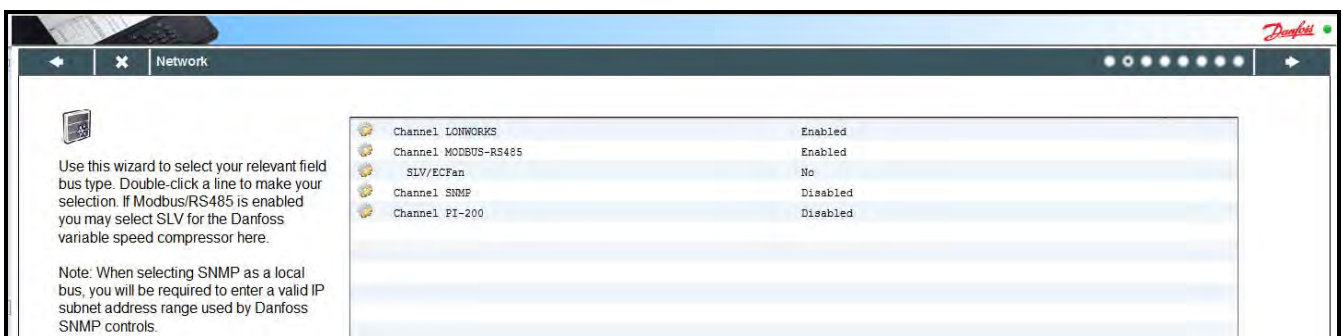 Danfoss
Network
Use this wizard to select your relevant field
bus type. Double-click a line to make your
selection. If Modbus/RS485 is enabled
you may select SLV for the Danfoss
variable speed compressor here.
Note: When selecting SNMP as a local
bus, you will be required to enter a valid IP
subnet address range used by Danfoss
SNMP controls.
Channel LONWORKS Enabled
Channel MODBUS-RS485 Enabled
SLV/ECFan No
Channel SNMP Disabled
Channel PI-200 Disabled